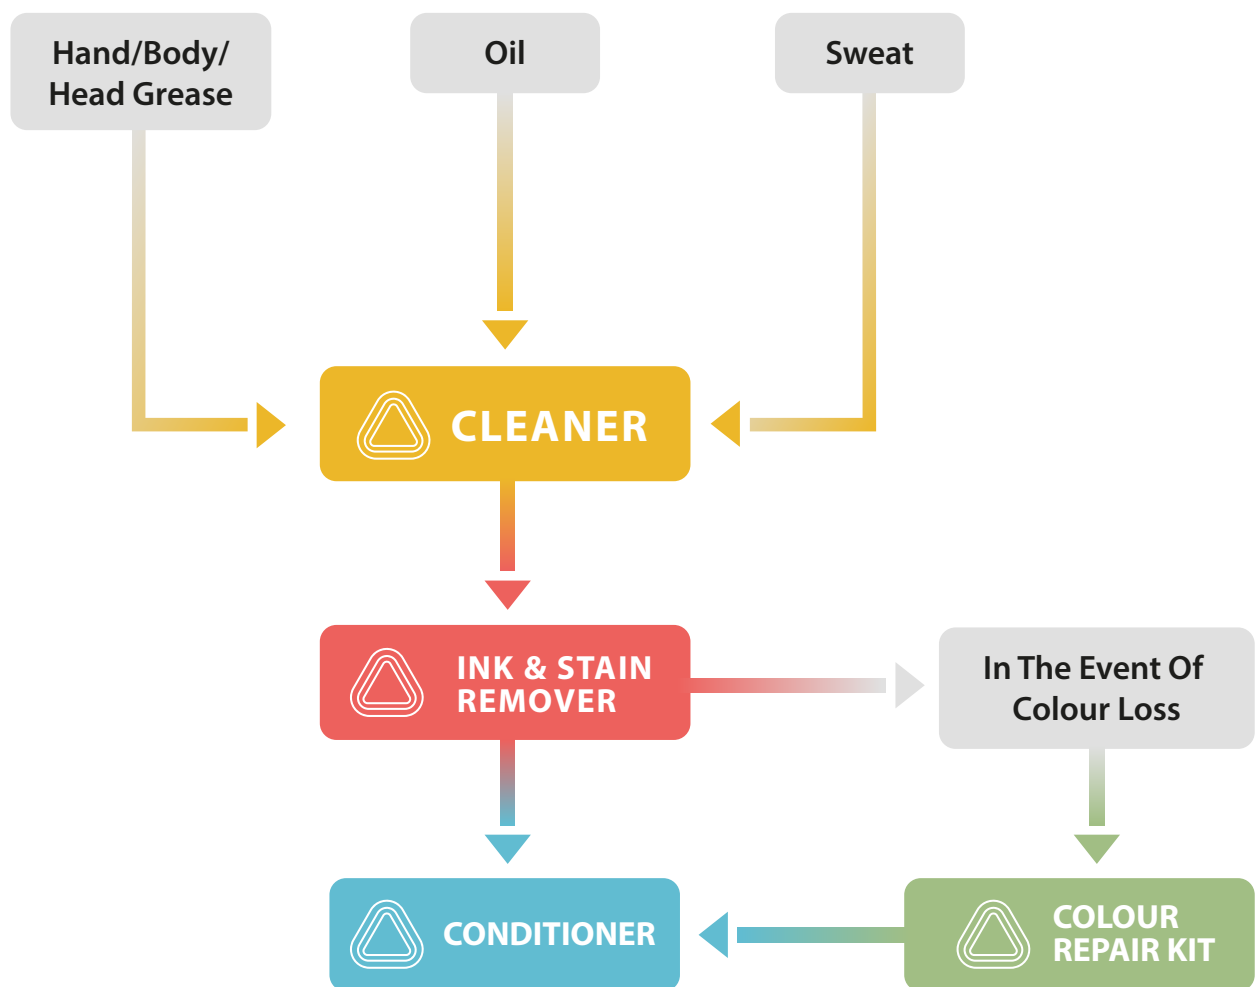 Hand/Body/
Head Grease
Oil
Sweat
CLEANER
INK & STAIN
REMOVER
In The Event Of
Colour Loss
CONDITIONER
COLOUR
REPAIR KIT